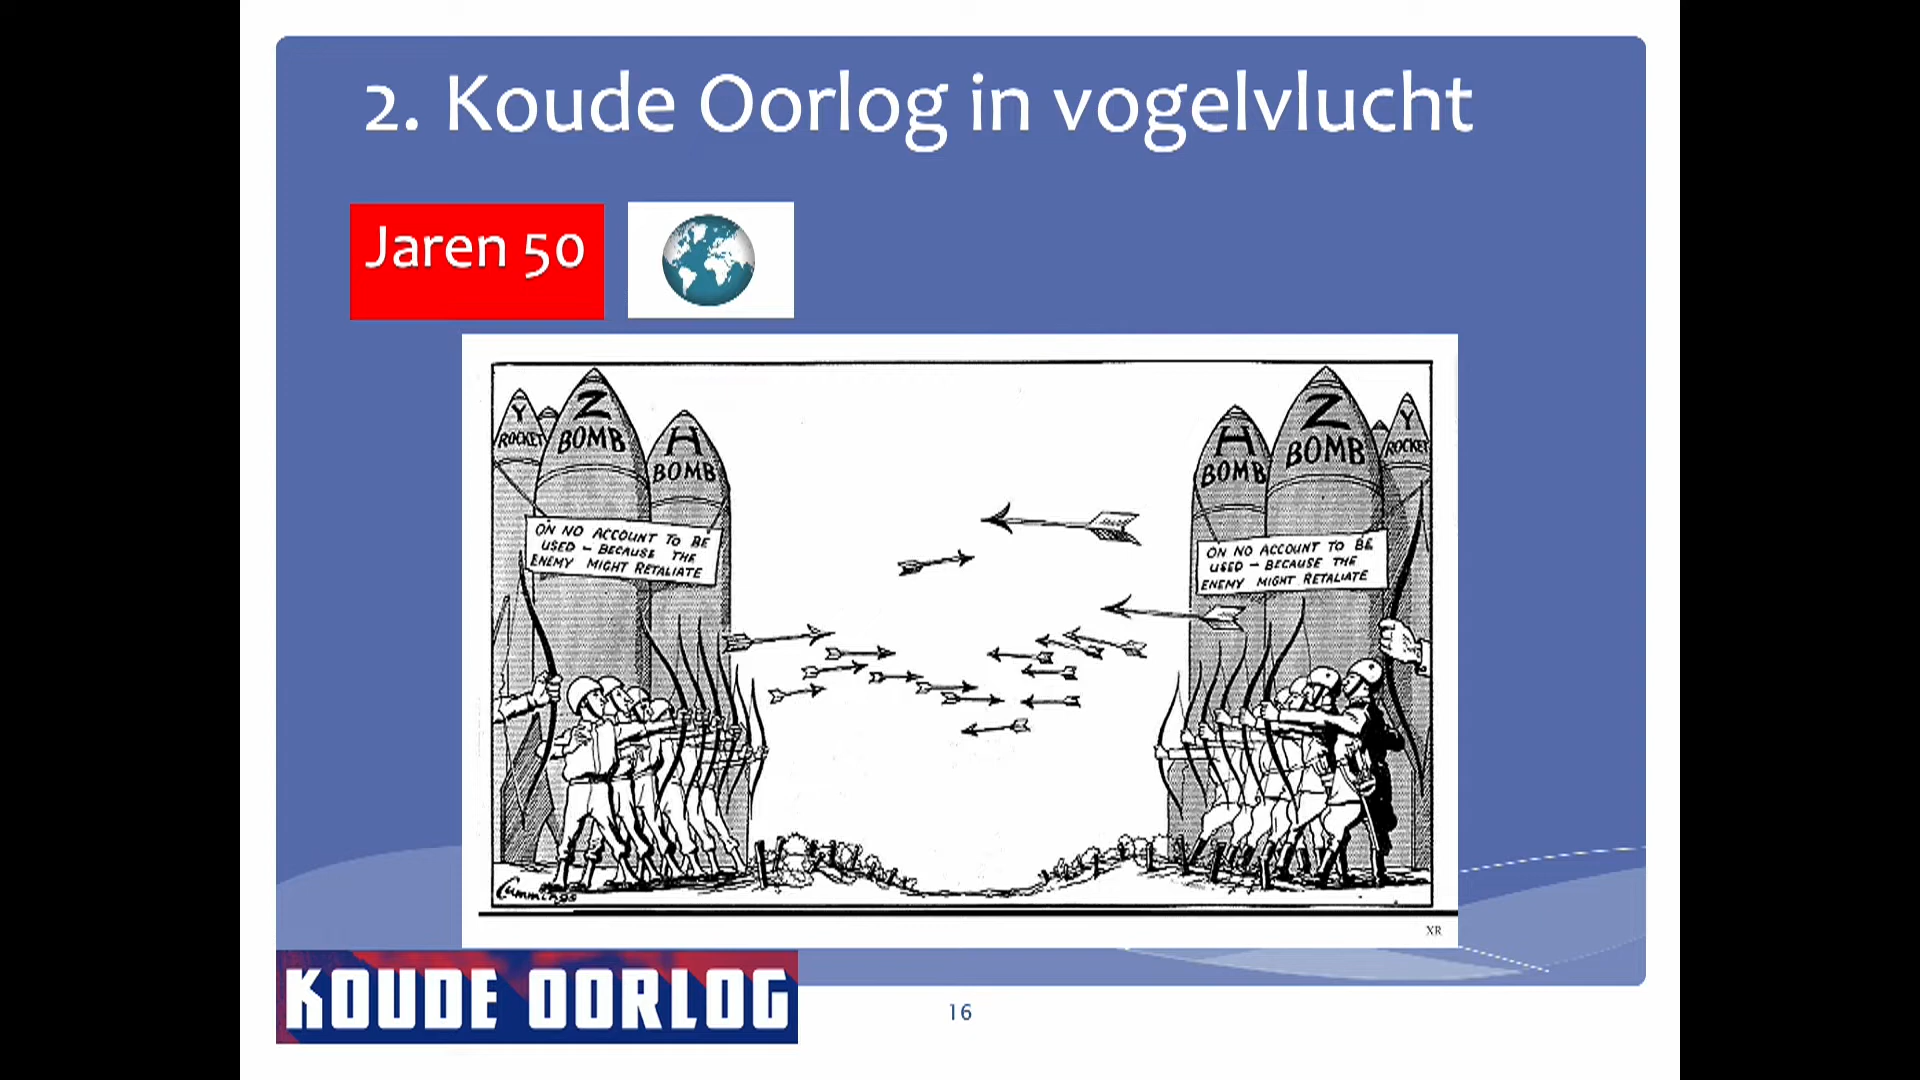 2. Koude Oorlog in vogelvlucht
Jaren 50
Y
ROCKET
Z
BOMB
H
BOMB
ON NO ACCOUNT TO BE
USED – BECAUSE THE
ENEMY MIGHT RETALIATE
H
BOMB
Z
BOMB
Y
ROCKET
ON NO ACCOUNT TO BE
USED – BECAUSE THE
ENEMY MIGHT RETALIATE
Cummings
XR
KOUDE OORLOG
16